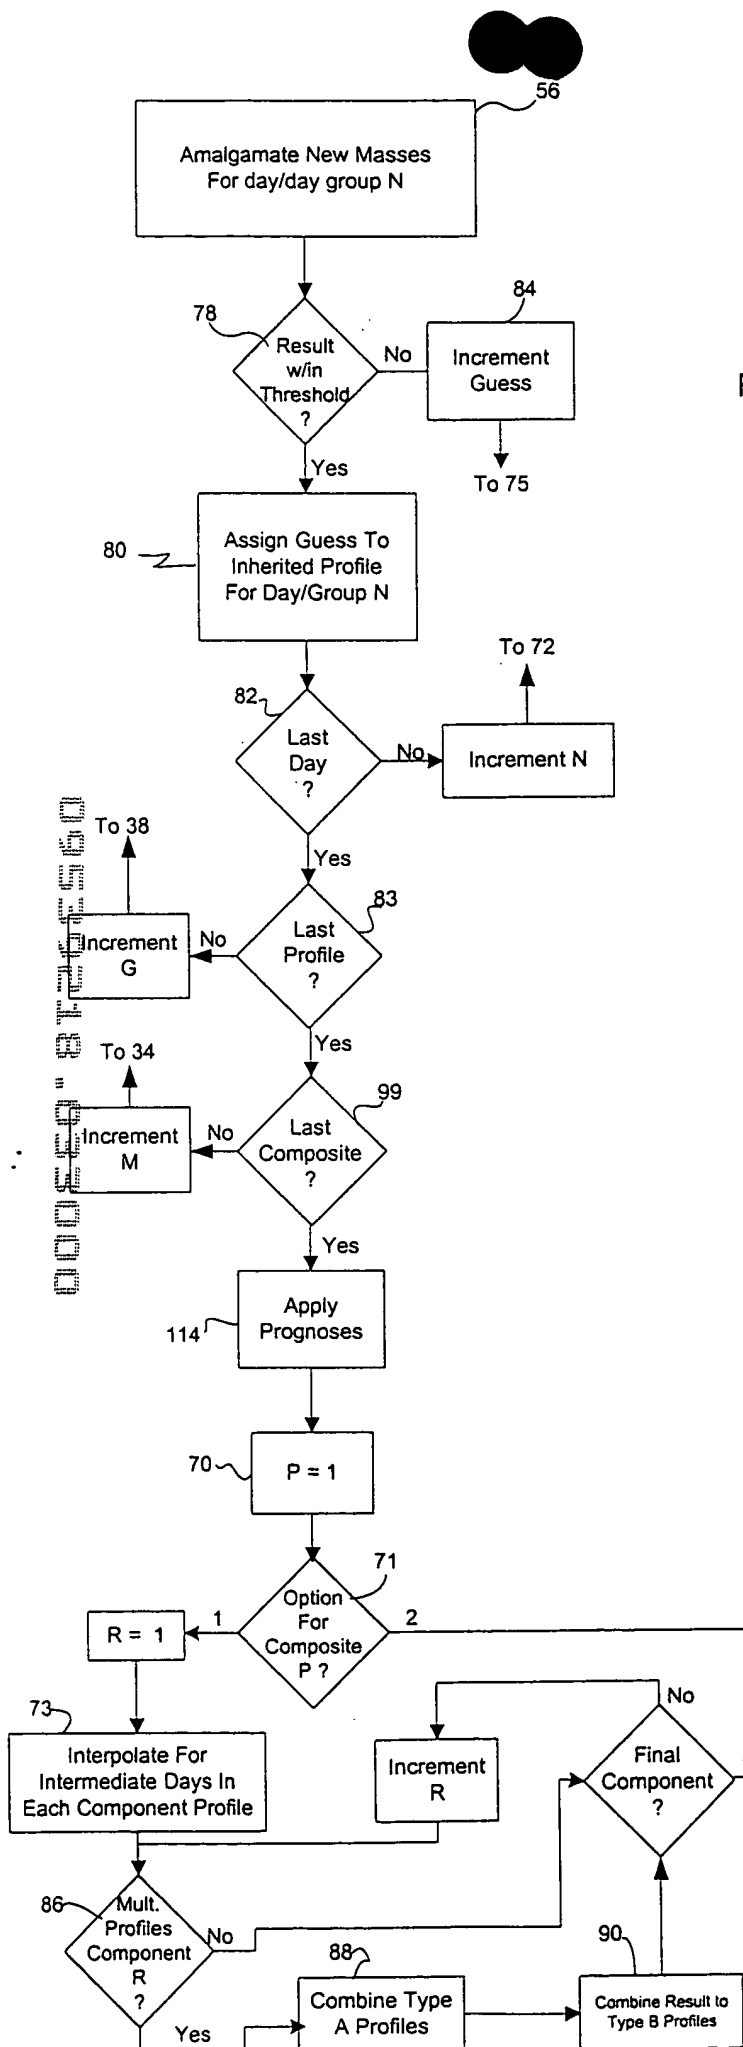 56
Amalgamate New Masses
For day/day group N
78
Result
w/in
Threshold
?
No
84
Increment
Guess
To 75
Yes
80
Assign Guess To
Inherited Profile
For Day/Group N
To 72
82
Last
Day
?
No
Increment N
Yes
To 38
83
Last
Profile
?
No
Increment
G
Yes
To 34
99
Last
Composite
?
No
Increment
M
Yes
114
Apply
Prognoses
70
P = 1
71
Option
For
Composite
P ?
1
2
R = 1
No
73
Interpolate For
Intermediate Days In
Each Component Profile
Increment
R
Final
Component
?
86
Mult.
Profiles
Component
R
?
No
Yes
88
Combine Type
A Profiles
90
Combine Result to
Type B Profiles